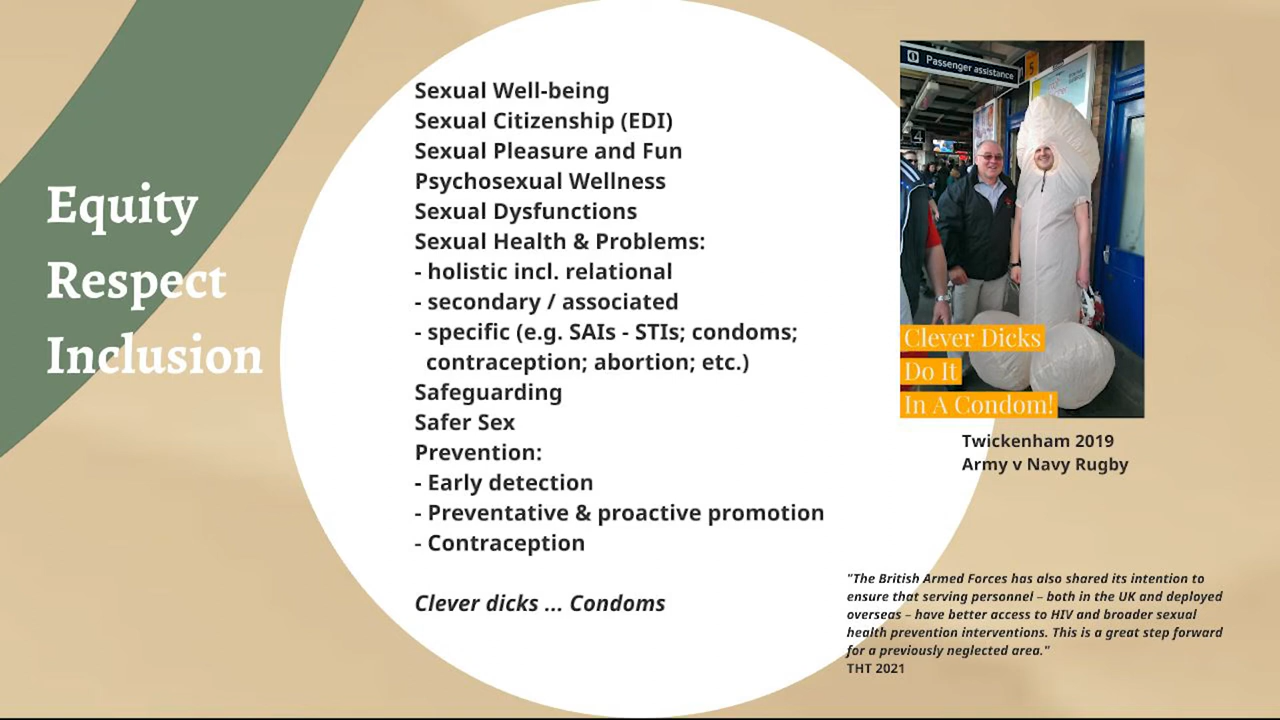 Equity
Respect
Inclusion
Sexual Well-being
Sexual Citizenship (EDI)
Sexual Pleasure and Fun
Psychosexual Wellness
Sexual Dysfunctions
Sexual Health & Problems:
- holistic incl. relational
- secondary / associated
- specific (e.g. SAIs - STIs; condoms;
contraception; abortion; etc.)
Safeguarding
Safer Sex
Prevention:
- Early detection
- Preventative & proactive promotion
- Contraception
Clever dicks ... Condoms
Passenger assistance
5
4
Clever Dicks
Do It
In A Condom!
Twickenham 2019
Army v Navy Rugby
"The British Armed Forces has also shared its intention to
ensure that serving personnel – both in the UK and deployed
overseas – have better access to HIV and broader sexual
health prevention interventions. This is a great step forward
for a previously neglected area."
THT 2021